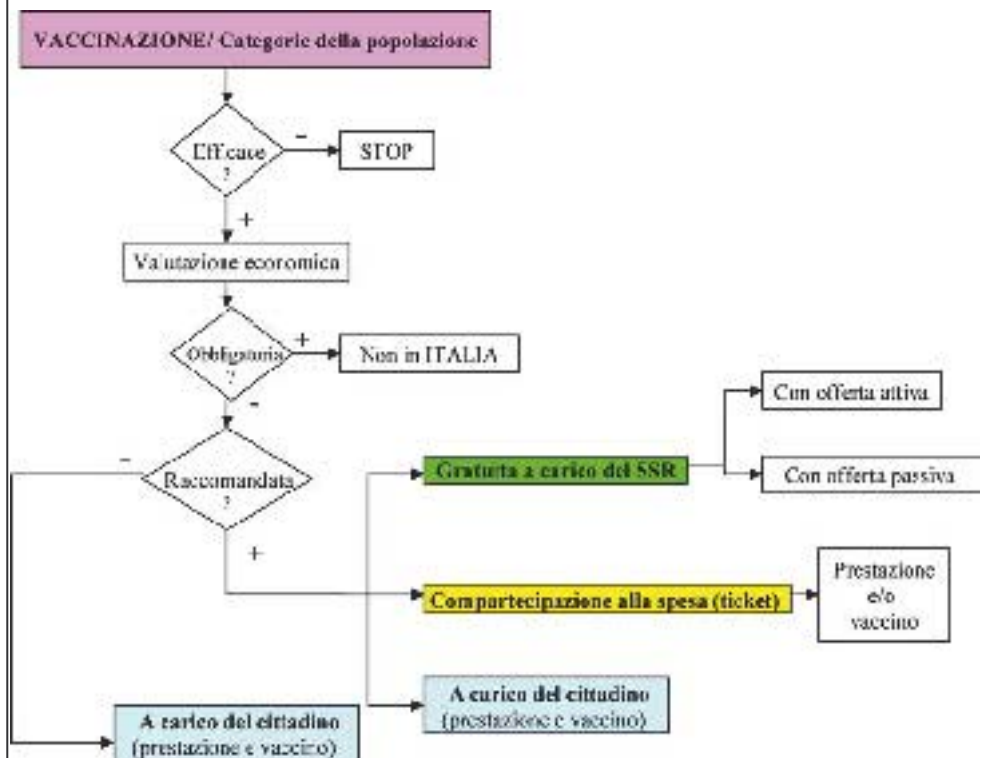 VACCINAZIONE/ Categorie della popolazione
Efficace
?
–
STOP
+
Valutazione economica
Obbligatoria
?
+
Non in ITALIA
–
Raccomandata
?
–
+
Gratuita a carico del SSR
Con offerta attiva
Con offerta passiva
Compartecipazione alla spesa (ticket)
Prestazione
e/o
vaccino
A carico del cittadino
(prestazione e vaccino)
A carico del cittadino
(prestazione e vaccino)